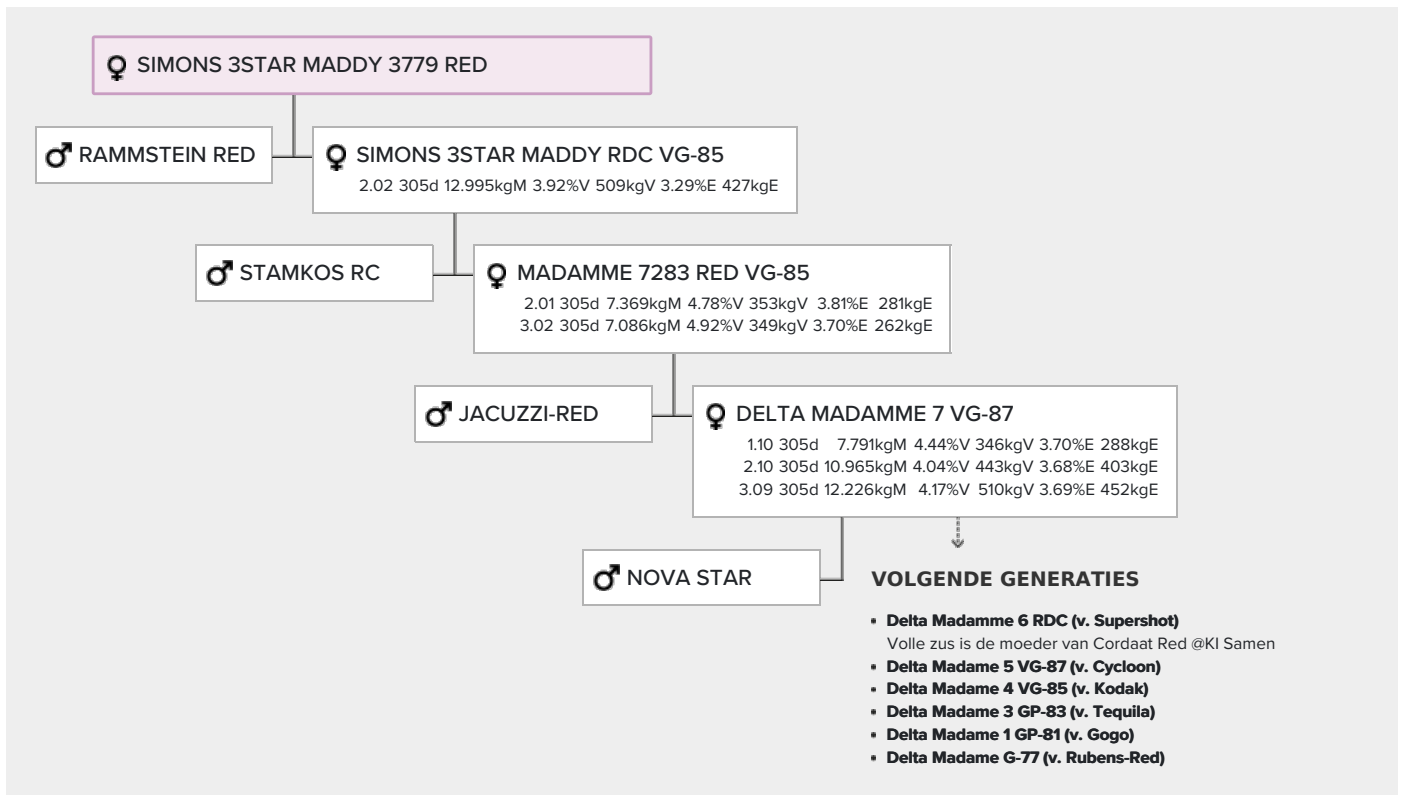 SIMONS 3STAR MADDY 3779 RED
RAMMSTEIN RED
SIMONS 3STAR MADDY RDC VG-85
2.02 305d 12.995kgM 3.92%V 509kgV 3.29%E 427kgE
STAMKOS RC
MADAMME 7283 RED VG-85
2.01 305d 7.369kgM 4.78%V 353kgV 3.81%E 281kgE
3.02 305d 7.086kgM 4.92%V 349kgV 3.70%E 262kgE
JACUZZI-RED
DELTA MADAMME 7 VG-87
1.10 305d 7.791kgM 4.44%V 346kgV 3.70%E 288kgE
2.10 305d 10.965kgM 4.04%V 443kgV 3.68%E 403kgE
3.09 305d 12.226kgM 4.17%V 510kgV 3.69%E 452kgE
NOVA STAR
VOLGENDE GENERATIES
• Delta Madamme 6 RDC (v. Supershot)
Volle zus is de moeder van Cordaat Red @KI Samen
• Delta Madame 5 VG-87 (v. Cycloon)
• Delta Madame 4 VG-85 (v. Kodak)
• Delta Madame 3 GP-83 (v. Tequila)
• Delta Madame 1 GP-81 (v. Gogo)
• Delta Madame G-77 (v. Rubens-Red)